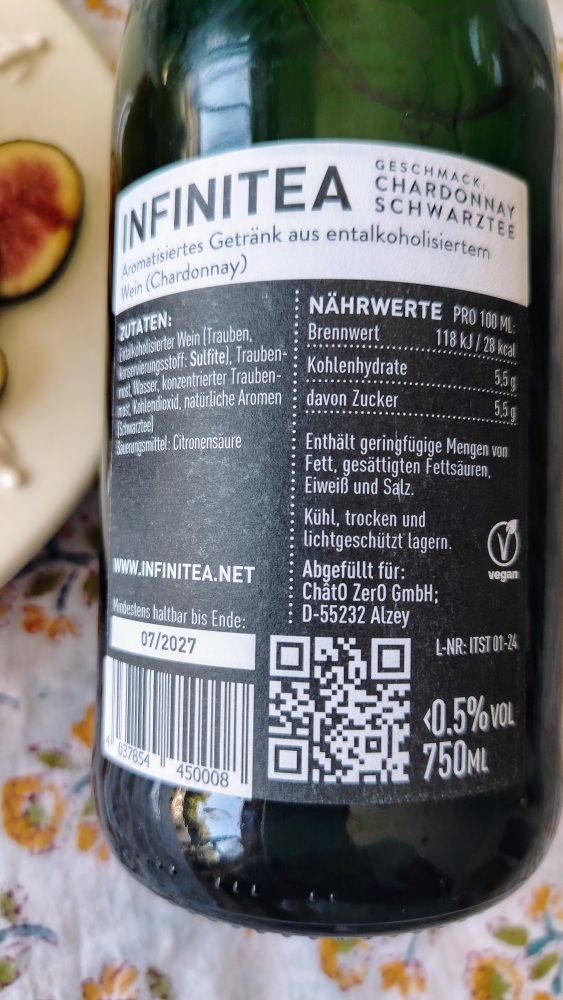 INFINITEA
GESCHMACK:
CHARDONNAY
SCHWARZTEE
Aromatisiertes Getränk aus entalkoholisiertem
Wein (Chardonnay)
ZUTATEN:
Entalkoholisierter Wein (Trauben,
Konservierungsstoff: Sulfite), Trauben-
most, Wasser, konzentrierter Trauben-
most, Kohlendioxid, natürliche Aromen
(Schwarztee)
Säuerungsmittel: Citronensäure
WWW.INFINITEA.NET
Mindestens haltbar bis Ende:
07/2027
4 037854 450008
NÄHRWERTE PRO 100 ML:
Brennwert 118 kJ / 28 kcal
Kohlenhydrate 5,5 g
davon Zucker 5,5 g
Enthält geringfügige Mengen von
Fett, gesättigten Fettsäuren,
Eiweiß und Salz.
Kühl, trocken und
lichtgeschützt lagern.
vegan
Abgefüllt für:
ChâtO ZerO GmbH;
D-55232 Alzey
L-NR: ITST 01-24
<0.5% VOL
750ML